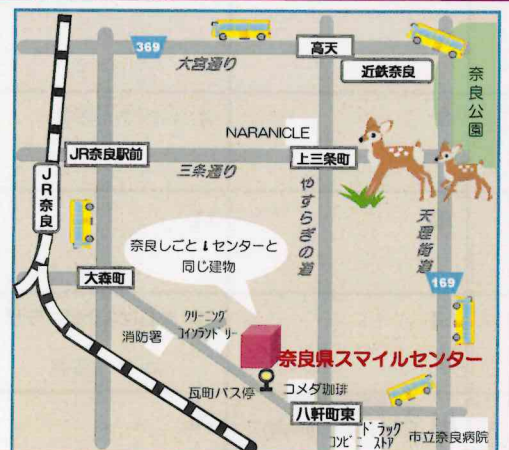 369
高天
大宮通り
近鉄奈良
奈良公園
NARANICLE
JR奈良駅前
上三条町
三条通り
JR奈良
やすらぎの道
天理街道
奈良しごとiセンターと
同じ建物
大森町
169
クリーニング
コインランドリー
消防署
奈良県スマイルセンター
瓦町バス停
コメダ珈琲
八軒町東
ドラッグ
ストア
コンビニ
市立奈良病院